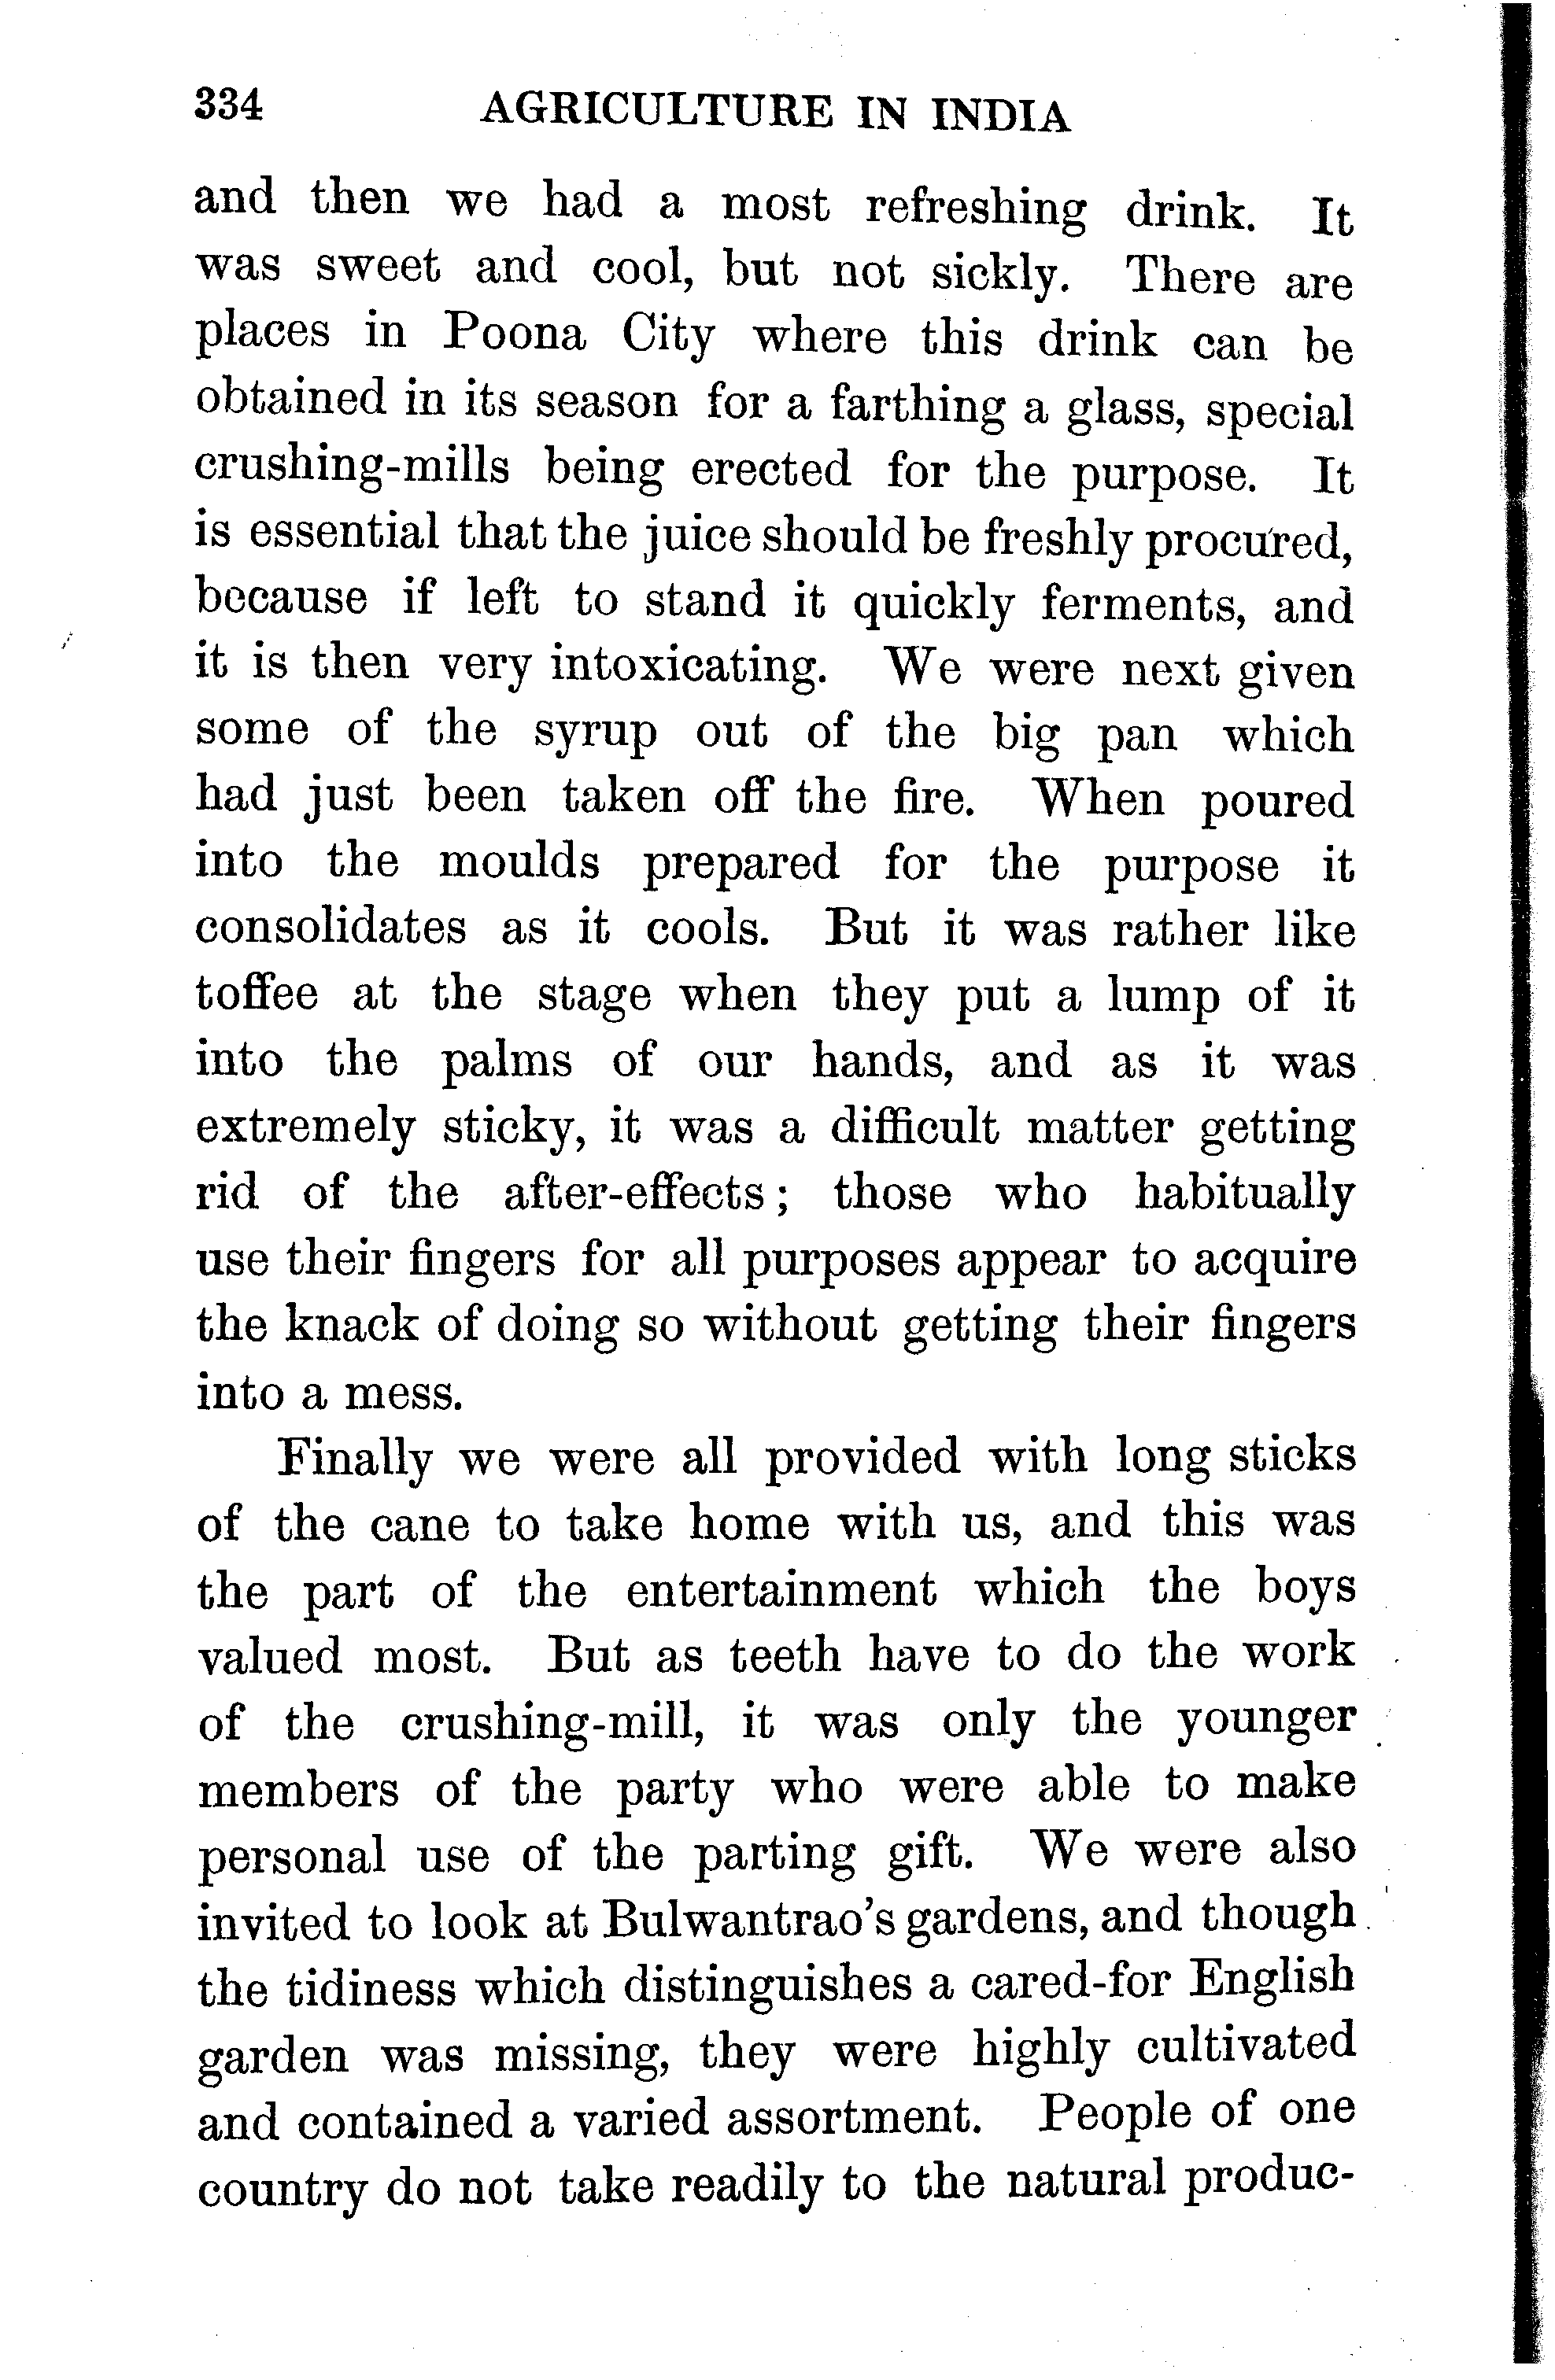 334 AGRICULTURE IN INDIA
and then we had a most refreshing drink. It
was sweet and cool, but not sickly. There are
places in Poona City where this drink can be
obtained in its season for a farthing a glass, special
crushing-mills being erected for the purpose. It
is essential that the juice should be freshly procured,
because if left to stand it quickly ferments, and
it is then very intoxicating. We were next given
some of the syrup out of the big pan which
had just been taken off the fire. When poured
into the moulds prepared for the purpose it
consolidates as it cools. But it was rather like
toffee at the stage when they put a lump of it
into the palms of our hands, and as it was
extremely sticky, it was a difficult matter getting
rid of the after-effects; those who habitually
use their fingers for all purposes appear to acquire
the knack of doing so without getting their fingers
into a mess.
Finally we were all provided with long sticks
of the cane to take home with us, and this was
the part of the entertainment which the boys
valued most. But as teeth have to do the work
of the crushing-mill, it was only the younger
members of the party who were able to make
personal use of the parting gift. We were also
invited to look at Bulwantrao's gardens, and though
the tidiness which distinguishes a cared-for English
garden was missing, they were highly cultivated
and contained a varied assortment. People of one
country do not take readily to the natural produc-